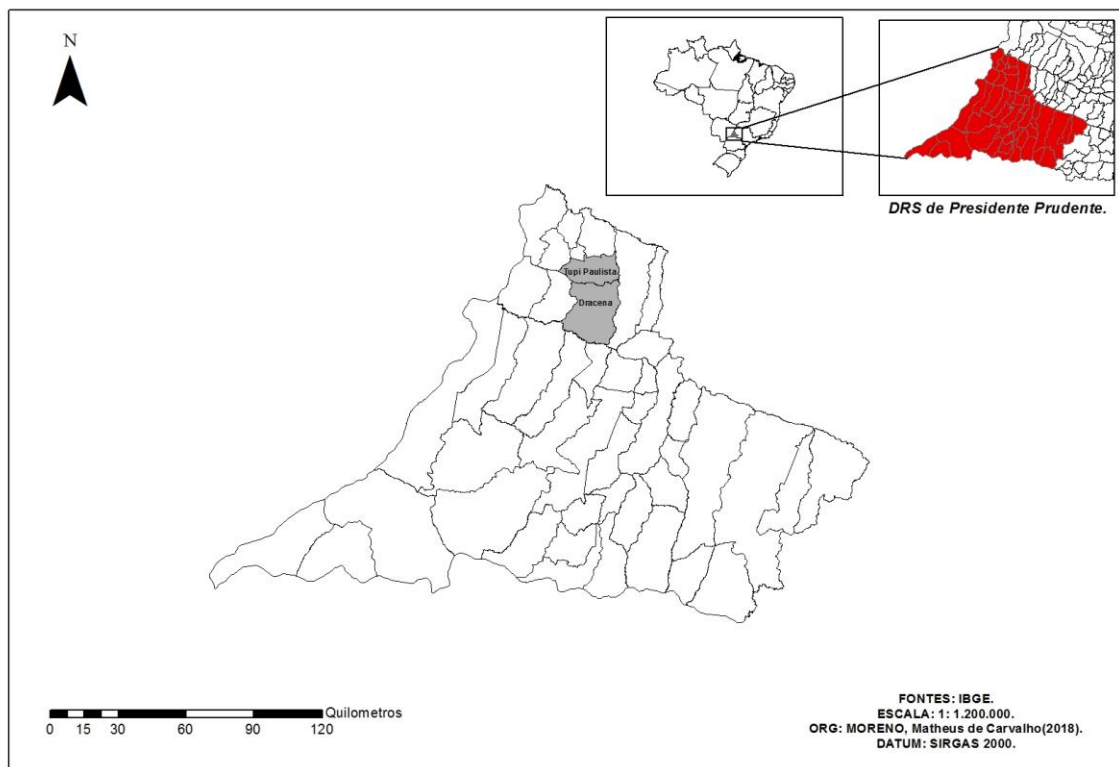 N
DRS de Presidente Prudente.
Tupi Paulista
Dracena
Quilometros
0 15 30 60 90 120
FONTES: IBGE.
ESCALA: 1: 1.200.000.
ORG: MORENO, Matheus de Carvalho(2018).
DATUM: SIRGAS 2000.